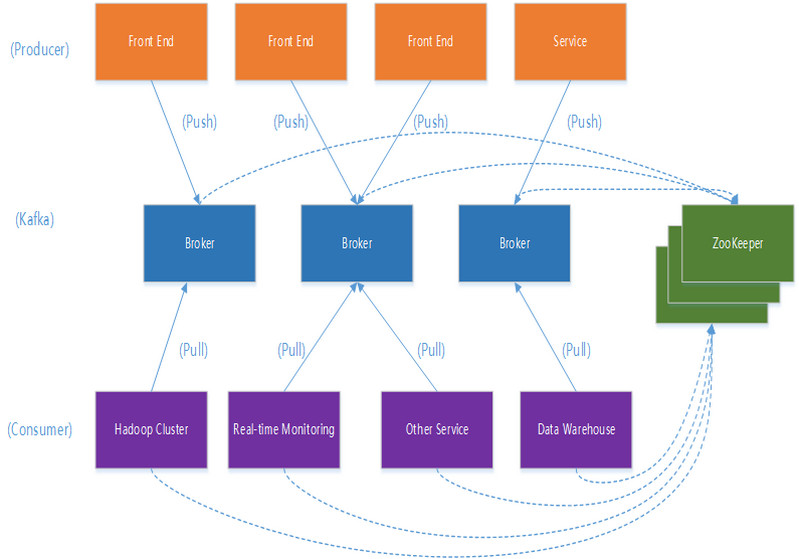 (Producer)
Front End
Front End
Front End
Service
(Push)
(Push)
(Push)
(Push)
(Kafka)
Broker
Broker
Broker
ZooKeeper
(Pull)
(Pull)
(Pull)
(Pull)
(Consumer)
Hadoop Cluster
Real-time Monitoring
Other Service
Data Warehouse